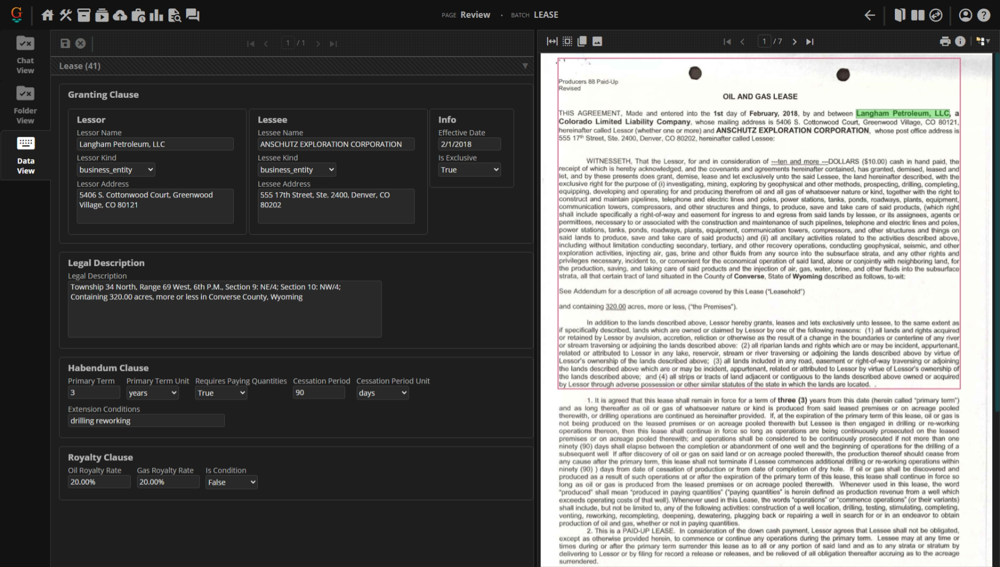 PAGE Review • BATCH LEASE
Chat View
Folder View
Data View
1 / 1
Lease (41)
Granting Clause
Lessor
Lessor Name
Langham Petroleum, LLC
Lessor Kind
business_entity
Lessor Address
5406 S. Cottonwood Court, Greenwood
Village, CO 80121
Lessee
Lessee Name
ANSCHUTZ EXPLORATION CORPORATION
Lessee Kind
business_entity
Lessee Address
555 17th Street, Ste. 2400, Denver, CO
80202
Info
Effective Date
2/1/2018
Is Exclusive
True
Legal Description
Legal Description
Township 34 North, Range 69 West, 6th P.M., Section 9: NE/4; Section 10: NW/4;
Containing 320.00 acres, more or less in Converse County, Wyoming
Habendum Clause
Primary Term Primary Term Unit Requires Paying Quantities Cessation Period Cessation Period Unit
3 years True 90 days
Extension Conditions
drilling reworking
Royalty Clause
Oil Royalty Rate Gas Royalty Rate Is Condition
20.00% 20.00% False
1 / 7
Producers 88 Paid-Up
Revised
OIL AND GAS LEASE
THIS AGREEMENT, Made and entered into the 1st day of February, 2018, by and between Langham Petroleum, LLC, a
Colorado Limited Liability Company, whose mailing address is 5406 S. Cottonwood Court, Greenwood Village, CO 80121,
hereinafter called Lessor (whether one or more) and ANSCHUTZ EXPLORATION CORPORATION, whose post office address is
555 17th Street, Ste. 2400, Denver, CO 80202, hereinafter called Lessee:
WITNESSETH, That the Lessor, for and in consideration of ---ten and more ---DOLLARS ($10.00) cash in hand paid, the
receipt of which is hereby acknowledged, and the covenants and agreements hereinafter contained, has granted, demised, leased and
let, and by these presents does grant, demise, lease and let exclusively unto the said Lessee, the land hereinafter described, with the
exclusive right for the purpose of (i) investigating, mining, exploring by geophysical and other methods, prospecting, drilling, completing,
equipping, developing and operating for and producing therefrom oil and all gas of whatsoever nature or kind, together with the right to
construct and maintain pipelines, telephone and electric lines and poles, power stations, tanks, ponds, roadways, plants, equipment,
communication towers, compressors, and other structures and things, to produce, save and take care of said products, (which right
shall include specifically a right-of-way and easement for ingress to and egress from said lands by lessee, or its assignees, agents or
permittees, necessary to or associated with the construction and maintenance of such pipelines, telephone and electric lines and poles,
power stations, tanks, ponds, roadways, plants, equipment, communication towers, compressors, and other structures and things on
said lands to produce, save and take care of said products) and (ii) all ancillary activities related to the activities described above,
including without limitation conducting secondary, tertiary, and other recovery operations, conducting geophysical, seismic, and other
exploration activities, injecting air, gas, brine and other fluids from any source into the subsurface strata, and any other rights and
privileges necessary, incident to, or convenient for the economical operation of said land, alone or conjointly with neighboring land, for
the production, saving, and taking care of said products and the injection of air, gas, water, brine, and other fluids into the subsurface
strata, all that certain tract of land situated in the County of Converse, State of Wyoming described as follows, to-wit:
See Addendum for a description of all acreage covered by this Lease ("Leasehold")
and containing 320.00 acres, more or less, ("the Premises").
In addition to the lands described above, Lessor hereby grants, leases and lets exclusively unto lessee, to the same extent as
if specifically described, lands which are owned or claimed by Lessor by one of the following reasons: (1) all lands and rights acquired
or retained by Lessor by avulsion, accretion, reliction or otherwise as the result of a change in the boundaries or centerline of any river
or stream traversing or adjoining the lands described above: (2) all riparian lands and rights which are or may be incident, appurtenant,
related or attributed to Lessor in any lake, reservoir, stream or river traversing or adjoining the lands described above by virtue of
Lessor's ownership of the lands described above; (3) all lands included in any road, easement or right-of-way traversing or adjoining
the lands described above which are or may be incident, appurtenant, related or attributed to Lessor by virtue of Lessor's ownership of
the lands described above; and (4) all strips or tracts of land adjacent or contiguous to the lands described above owned or acquired
by Lessor through adverse possession or other similar statutes of the state in which the lands are located.
1. It is agreed that this lease shall remain in force for a term of three (3) years from this date (herein called "primary term")
and as long thereafter as oil or gas of whatsoever nature or kind is produced from said leased premises or on acreage pooled
therewith, or drilling operations are continued as hereinafter provided. If, at the expiration of the primary term of this lease, oil or gas is
not being produced on the leased premises or on acreage pooled therewith but Lessee is then engaged in drilling or re-working
operations thereon, then this lease shall continue in force so long as operations are being continuously prosecuted on the leased
premises or on acreage pooled therewith; and operations shall be considered to be continuously prosecuted if not more than one
ninety (90) days shall elapse between the completion or abandonment of one well and the beginning of operations for the drilling of a
subsequent well If after discovery of oil or gas on said land or on acreage pooled therewith, the production thereof should cease from
any cause after the primary term, this lease shall not terminate if Lessee commences additional drilling or re-working operations within
ninety (90) ) days from date of cessation of production or from date of completion of dry hole. If oil or gas shall be discovered and
produced as a result of such operations at or after the expiration of the primary term of this lease, this lease shall continue in force so
long as oil or gas is produced from the leased premises or on acreage pooled therewith. Whenever used in this lease, the word
"produced" shall mean "produced in paying quantities" ("paying quantities" is herein defined as production revenue from a well which
exceeds operating costs of that well). Whenever used in this Lease, the words "operations" or "commence operations" (or their variants)
shall include, but not be limited to, any of the following activities: construction of a well location, drilling, testing, stimulating, completing,
venting, reworking, recompleting, deepening, dewatering, plugging back or repairing a well in search for or in an endeavor to obtain
production of oil and gas, whether or not in paying quantities.
2. This is a PAID-UP LEASE. In consideration of the down cash payment, Lessor agrees that Lessee shall not be obligated,
except as otherwise provided herein, to commence or continue any operations during the primary term. Lessee may at any time or
times during or after the primary term surrender this lease as to all or any portion of said land and as to any strata or stratum by
delivering to Lessor or by filing for record a release or releases, and be relieved of all obligation thereafter accruing as to the acreage
surrendered.